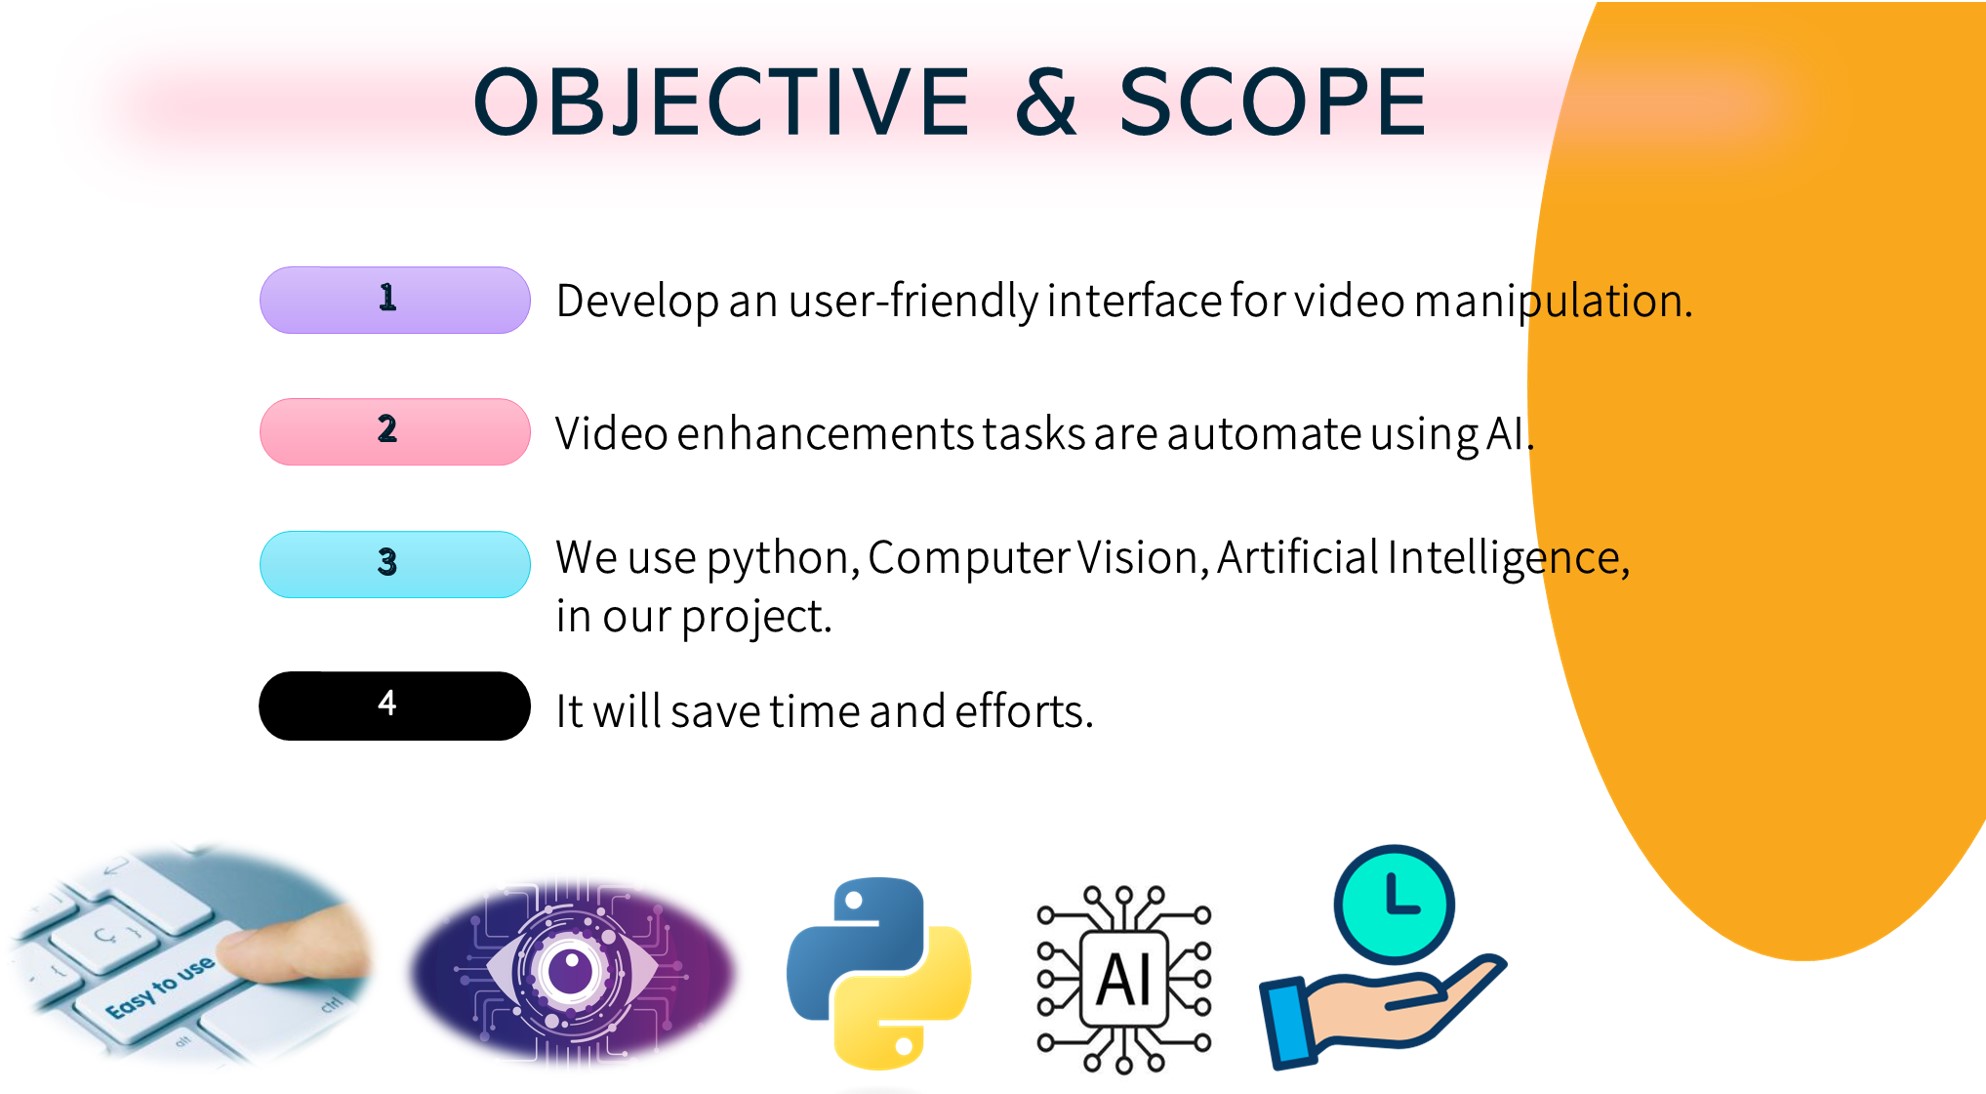 OBJECTIVE & SCOPE
1 Develop an user-friendly interface for video manipulation.
2 Video enhancements tasks are automate using AI.
3 We use python, Computer Vision, Artificial Intelligence,
in our project.
4 It will save time and efforts.
Ç
Easy to use
alt
ctrl
AI